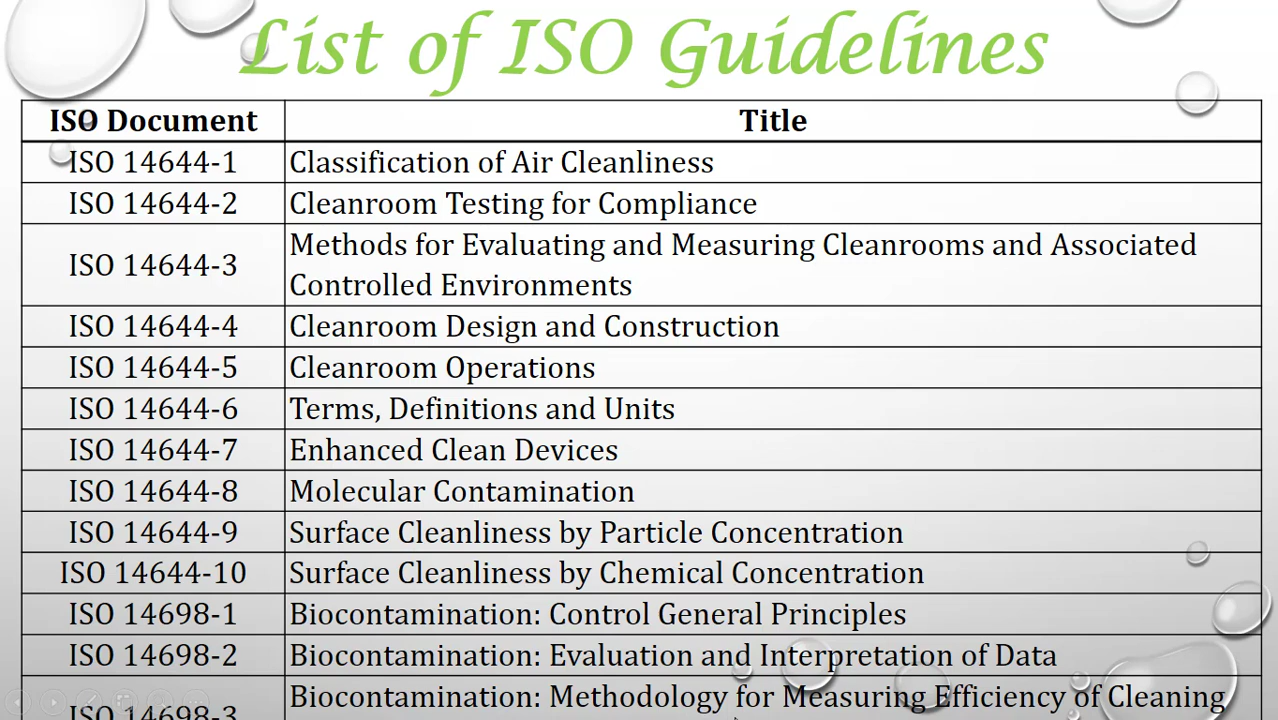 List of ISO Guidelines
ISO Document Title
ISO 14644-1 Classification of Air Cleanliness
ISO 14644-2 Cleanroom Testing for Compliance
ISO 14644-3 Methods for Evaluating and Measuring Cleanrooms and Associated
Controlled Environments
ISO 14644-4 Cleanroom Design and Construction
ISO 14644-5 Cleanroom Operations
ISO 14644-6 Terms, Definitions and Units
ISO 14644-7 Enhanced Clean Devices
ISO 14644-8 Molecular Contamination
ISO 14644-9 Surface Cleanliness by Particle Concentration
ISO 14644-10 Surface Cleanliness by Chemical Concentration
ISO 14698-1 Biocontamination: Control General Principles
ISO 14698-2 Biocontamination: Evaluation and Interpretation of Data
ISO 14698-3 Biocontamination: Methodology for Measuring Efficiency of Cleaning